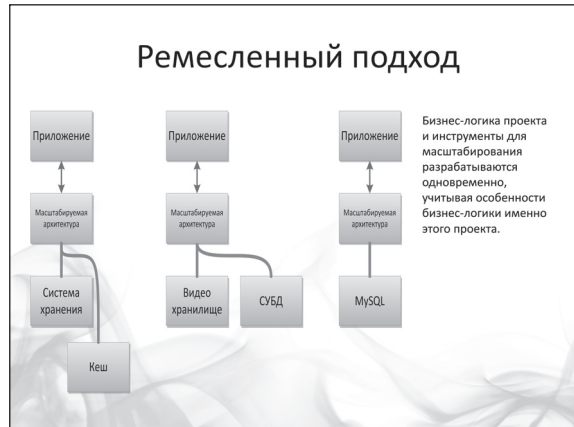 Ремесленный подход
Приложение
Масштабируемая
архитектура
Система
хранения
Кеш
Приложение
Масштабируемая
архитектура
Видео
хранилище
СУБД
Приложение
Масштабируемая
архитектура
MySQL
Бизнес-логика проекта
и инструменты для
масштабирования
разрабатываются
одновременно,
учитывая особенности
бизнес-логики именно
этого проекта.